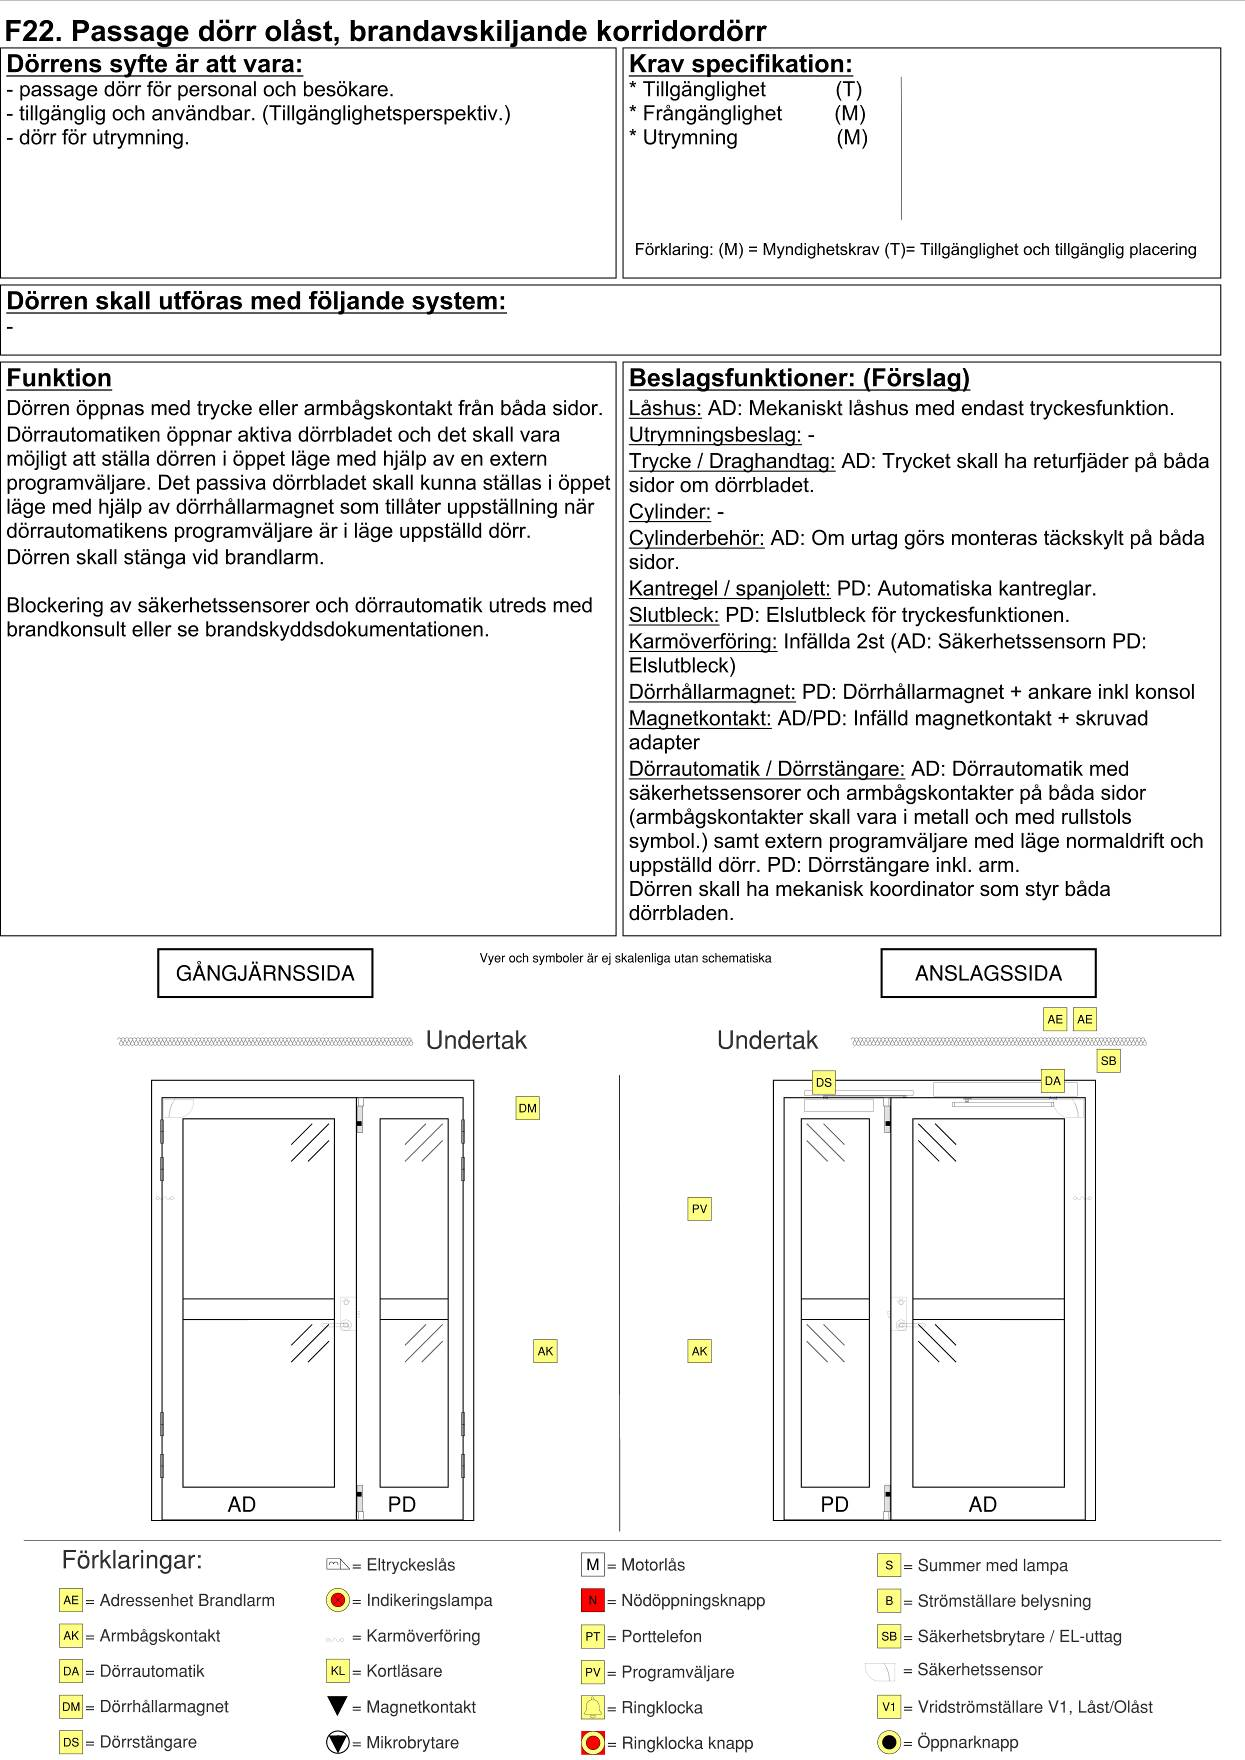 F22. Passage dörr olåst, brandavskiljande korridordörr
Dörrens syfte är att vara:
- passage dörr för personal och besökare.
- tillgänglig och användbar. (Tillgänglighetsperspektiv.)
- dörr för utrymning.
Krav specifikation:
* Tillgänglighet (T)
* Frångänglighet (M)
* Utrymning (M)
Förklaring: (M) = Myndighetskrav (T)= Tillgänglighet och tillgänglig placering
Dörren skall utföras med följande system:
-
Funktion
Dörren öppnas med trycke eller armbågskontakt från båda sidor.
Dörrautomatiken öppnar aktiva dörrbladet och det skall vara
möjligt att ställa dörren i öppet läge med hjälp av en extern
programväljare. Det passiva dörrbladet skall kunna ställas i öppet
läge med hjälp av dörrhållarmagnet som tillåter uppställning när
dörrautomatikens programväljare är i läge uppställd dörr.
Dörren skall stänga vid brandlarm.
Blockering av säkerhetssensorer och dörrautomatik utreds med
brandkonsult eller se brandskyddsdokumentationen.
Beslagsfunktioner: (Förslag)
Låshus: AD: Mekaniskt låshus med endast tryckesfunktion.
Utrymningsbeslag: -
Trycke / Draghandtag: AD: Trycket skall ha returfjäder på båda
sidor om dörrbladet.
Cylinder: -
Cylinderbehör: AD: Om urtag görs monteras täckskylt på båda
sidor.
Kantregel / spanjolett: PD: Automatiska kantreglar.
Slutbleck: PD: Elslutbleck för tryckesfunktionen.
Karmöverföring: Infällda 2st (AD: Säkerhetssensorn PD:
Elslutbleck)
Dörrhållarmagnet: PD: Dörrhållarmagnet + ankare inkl konsol
Magnetkontakt: AD/PD: Infälld magnetkontakt + skruvad
adapter
Dörrautomatik / Dörrstängare: AD: Dörrautomatik med
säkerhetssensorer och armbågskontakter på båda sidor
(armbågskontakter skall vara i metall och med rullstols
symbol.) samt extern programväljare med läge normaldrift och
uppställd dörr. PD: Dörrstängare inkl. arm.
Dörren skall ha mekanisk koordinator som styr båda
dörrbladen.
GÅNGJÄRNSSIDA
Vyer och symboler är ej skalenliga utan schematiska
ANSLAGSSIDA
AE AE
Undertak
Undertak
SB
DS
DA
DM
PV
AK
AK
AD
PD
PD
AD
Förklaringar:
AE = Adressenhet Brandlarm
AK = Armbågskontakt
DA = Dörrautomatik
DM = Dörrhållarmagnet
DS = Dörrstängare
= Eltryckeslås
= Indikeringslampa
= Karmöverföring
KL = Kortläsare
= Magnetkontakt
= Mikrobrytare
M = Motorlås
N = Nödöppningsknapp
PT = Porttelefon
PV = Programväljare
= Ringklocka
= Ringklocka knapp
S = Summer med lampa
B = Strömställare belysning
SB = Säkerhetsbrytare / EL-uttag
= Säkerhetssensor
V1 = Vridströmställare V1, Låst/Olåst
= Öppnarknapp